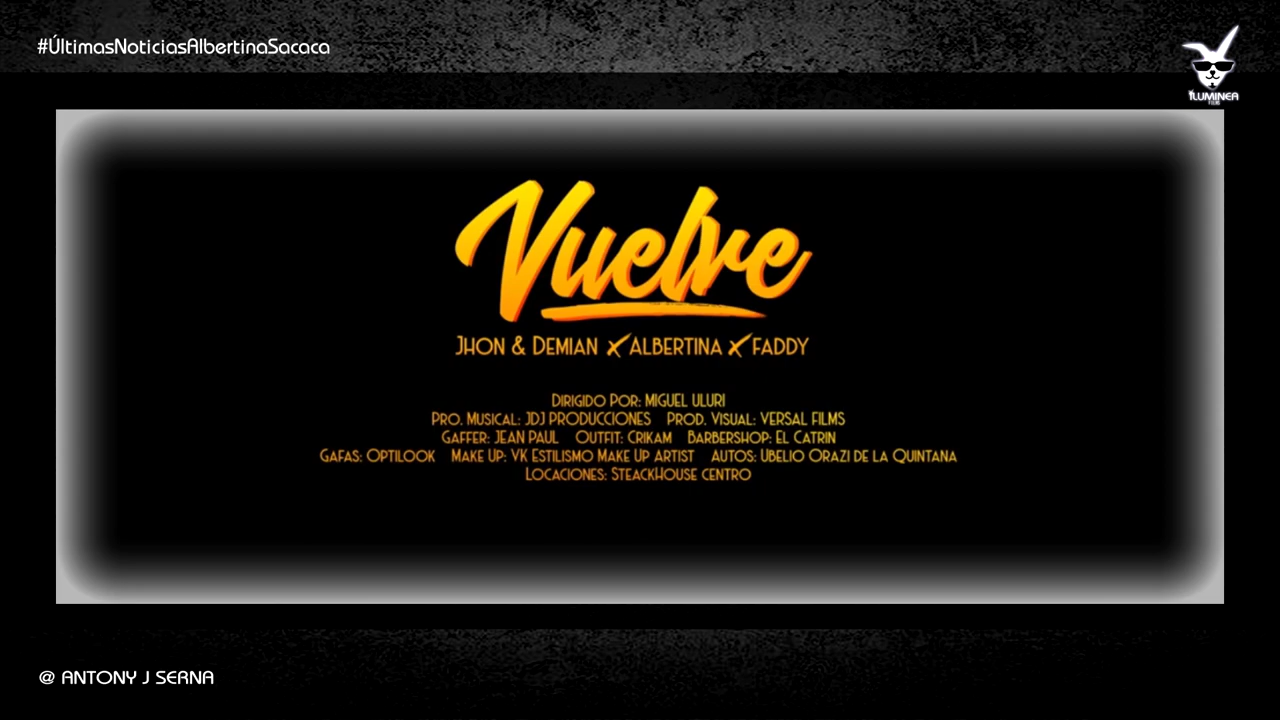 #ÚltimasNoticiasAlbertinaSacaca
ILUMINEA
FILMS
Vuelve
JHON & DEMIAN X ALBERTINA X FADDY
DIRIGIDO POR: MIGUEL ULURI
PRO. MUSICAL: JDJ PRODUCCIONES PROD. VISUAL: VERSAL FILMS
GAFFER: JEAN PAUL OUTFIT: CRIKAM BARBERSHOP: EL CATRIN
GAFAS: OPTILOOK MAKE UP: VK ESTILISMO MAKE UP ARTIST AUTOS: UBELIO ORAZI DE LA QUINTANA
LOCACIONES: STEACKHOUSE CENTRO
@ ANTONY J SERNA